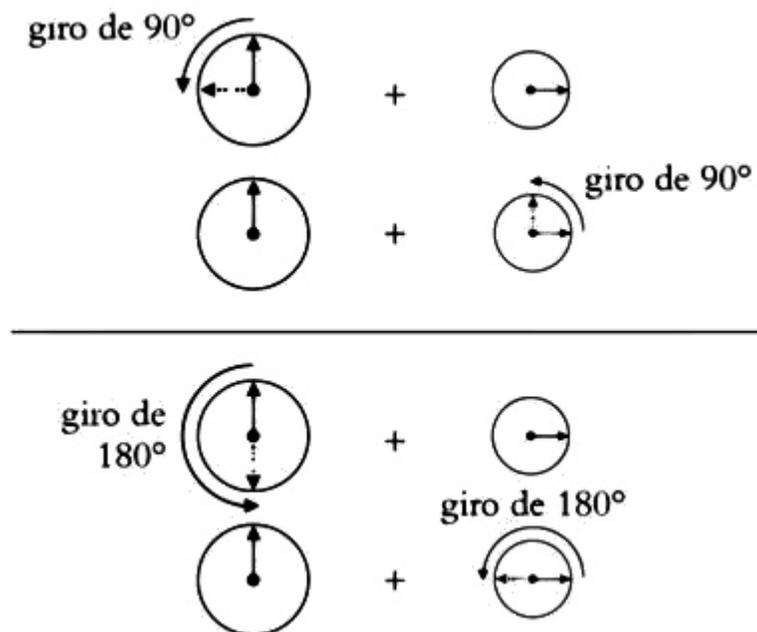 giro de 90°
+
giro de 90°
+
giro de
180°
+
giro de 180°
+